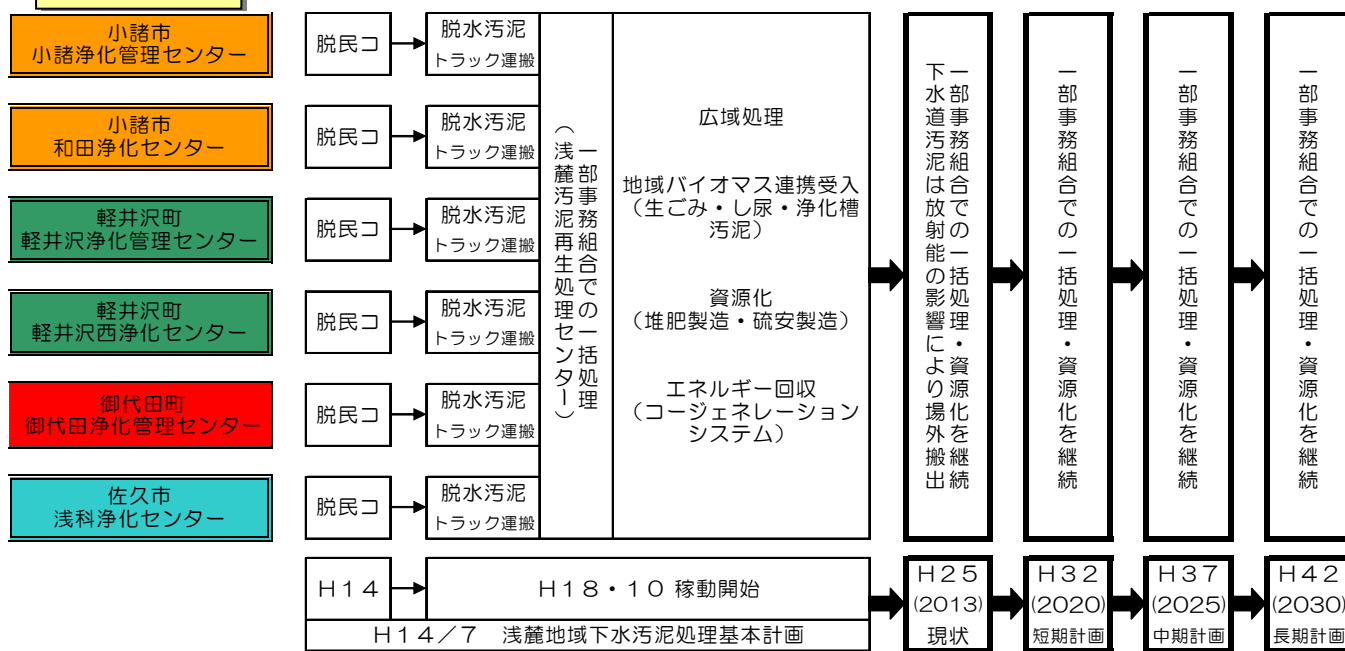 小諸市
小諸浄化管理センター
脱民コ
脱水汚泥
トラック運搬
小諸市
和田浄化センター
脱民コ
脱水汚泥
トラック運搬
軽井沢町
軽井沢浄化管理センター
脱民コ
脱水汚泥
トラック運搬
軽井沢町
軽井沢西浄化センター
脱民コ
脱水汚泥
トラック運搬
御代田町
御代田浄化管理センター
脱民コ
脱水汚泥
トラック運搬
佐久市
浅科浄化センター
脱民コ
脱水汚泥
トラック運搬
一部事務組合での一括処理
(浅麓汚泥再生処理センター)
広域処理
地域バイオマス連携受入
(生ごみ・し尿・浄化槽
汚泥)
資源化
(堆肥製造・硫安製造)
エネルギー回収
(コージェネレーション
システム)
一部事務組合での一括処理・資源化を継続
下水道汚泥は放射能の影響により場外搬出
一部事務組合での一括処理・資源化を継続
一部事務組合での一括処理・資源化を継続
一部事務組合での一括処理・資源化を継続
H14
H18・10 稼動開始
H14/7 浅麓地域下水汚泥処理基本計画
H25
(2013)
現状
H32
(2020)
短期計画
H37
(2025)
中期計画
H42
(2030)
長期計画